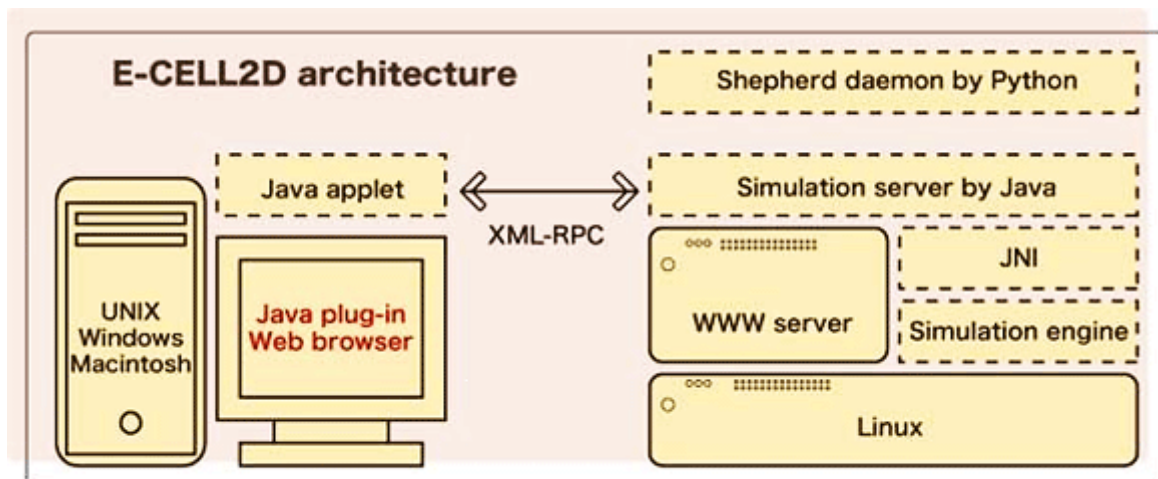 E-CELL2D architecture
Shepherd daemon by Python
Java applet
Simulation server by Java
XML-RPC
JNI
UNIX
Windows
Macintosh
Java plug-in
Web browser
WWW server
Simulation engine
Linux